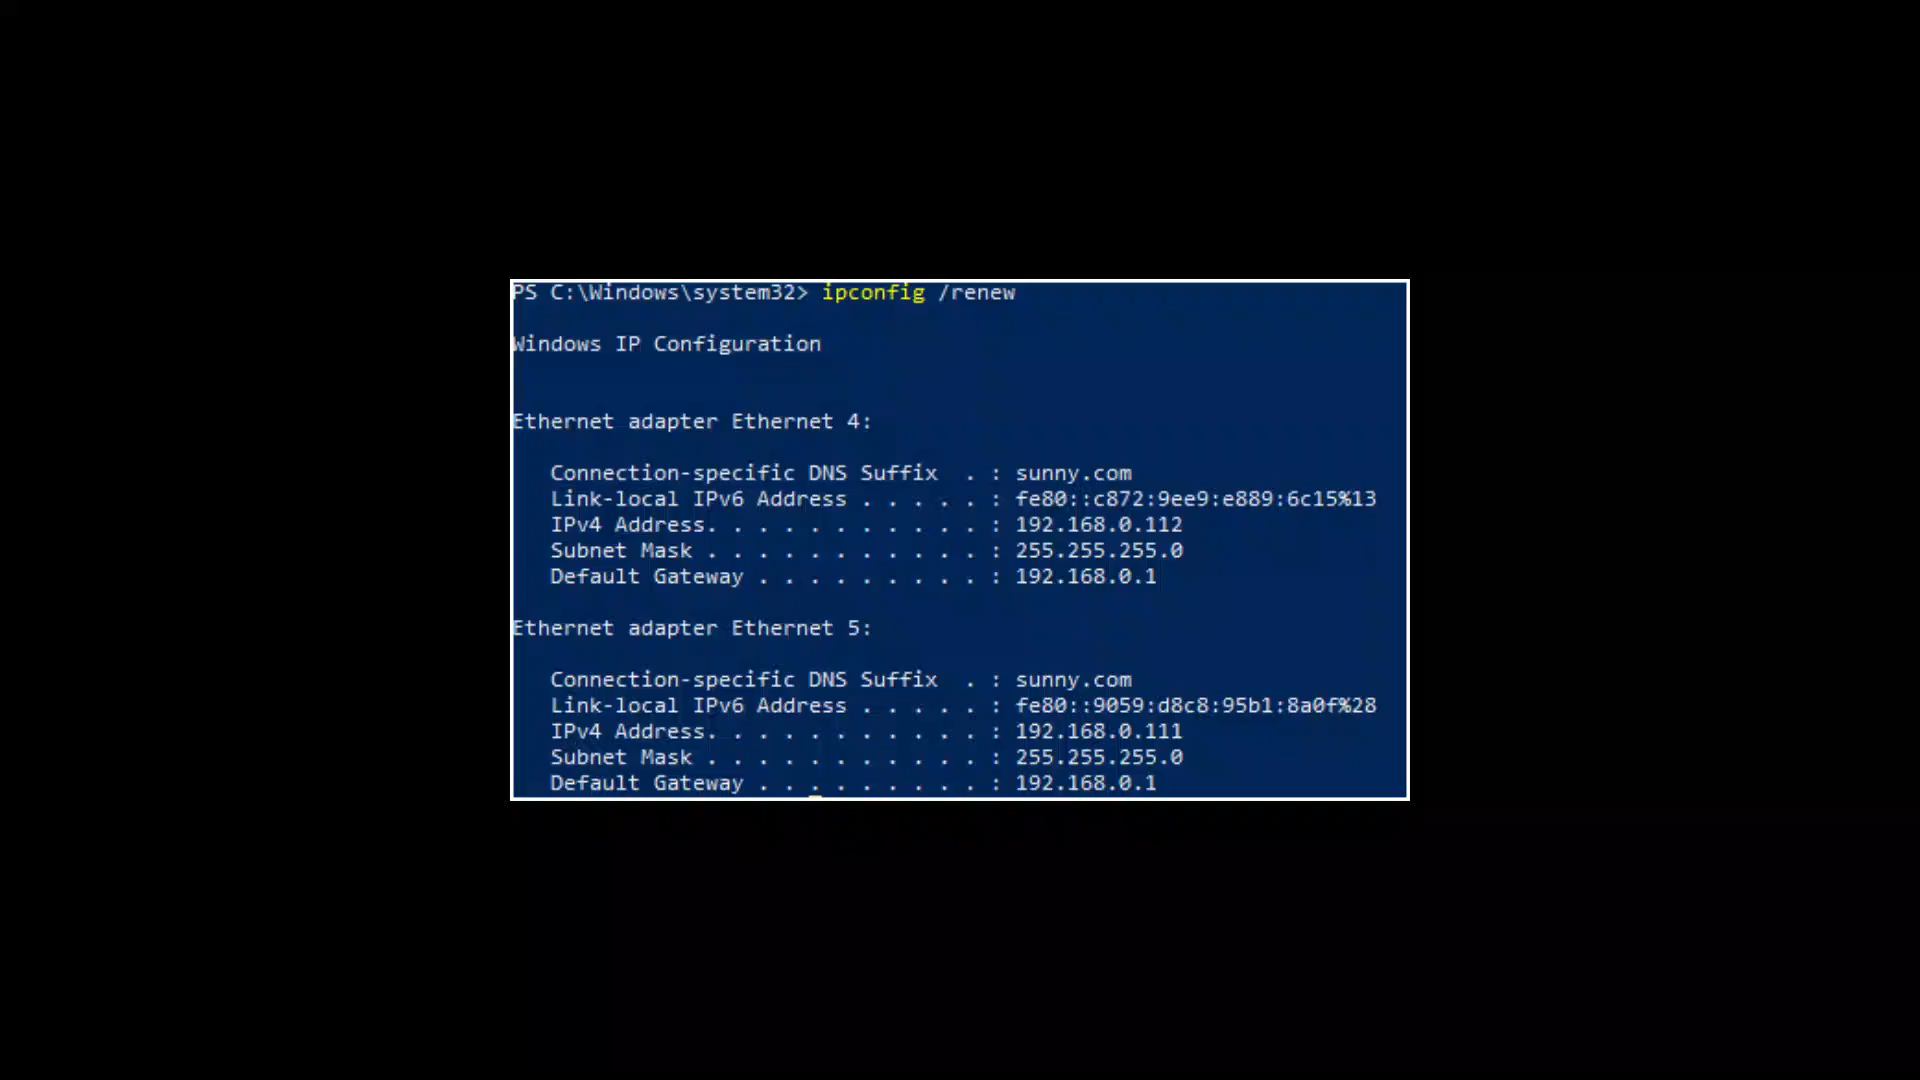 PS C:\Windows\system32> ipconfig /renew
Windows IP Configuration
Ethernet adapter Ethernet 4:
Connection-specific DNS Suffix  . : sunny.com
Link-local IPv6 Address . . . . . : fe80::c872:9ee9:e889:6c15%13
IPv4 Address. . . . . . . . . . . : 192.168.0.112
Subnet Mask . . . . . . . . . . . : 255.255.255.0
Default Gateway . . . . . . . . . : 192.168.0.1
Ethernet adapter Ethernet 5:
Connection-specific DNS Suffix  . : sunny.com
Link-local IPv6 Address . . . . . : fe80::9059:d8c8:95b1:8a0f%28
IPv4 Address. . . . . . . . . . . : 192.168.0.111
Subnet Mask . . . . . . . . . . . : 255.255.255.0
Default Gateway . . . . . . . . . : 192.168.0.1